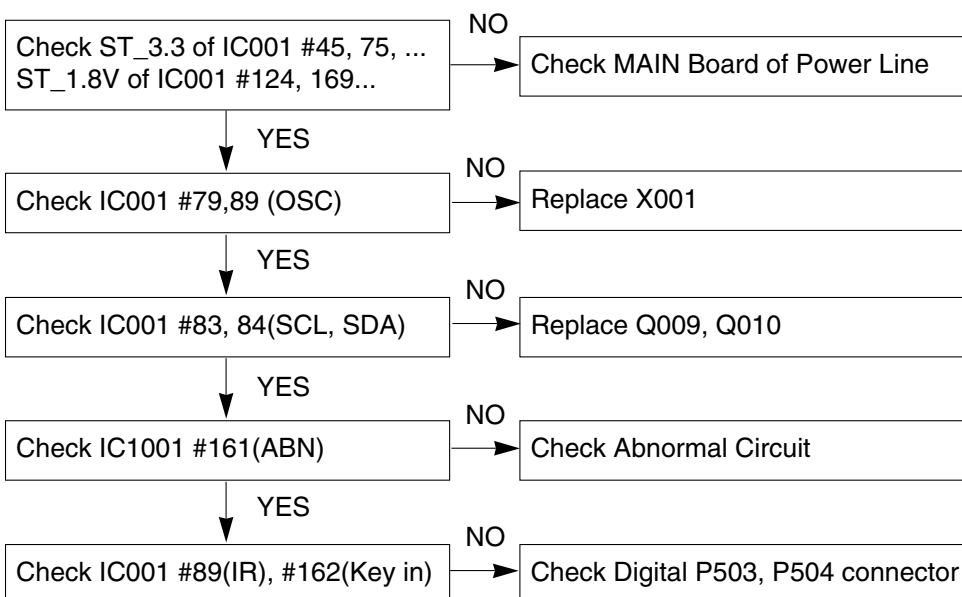 Check ST_3.3 of IC001 #45, 75, ...
ST_1.8V of IC001 #124, 169...
NO
Check MAIN Board of Power Line
YES
Check IC001 #79,89 (OSC)
NO
Replace X001
YES
Check IC001 #83, 84(SCL, SDA)
NO
Replace Q009, Q010
YES
Check IC1001 #161(ABN)
NO
Check Abnormal Circuit
YES
Check IC001 #89(IR), #162(Key in)
NO
Check Digital P503, P504 connector